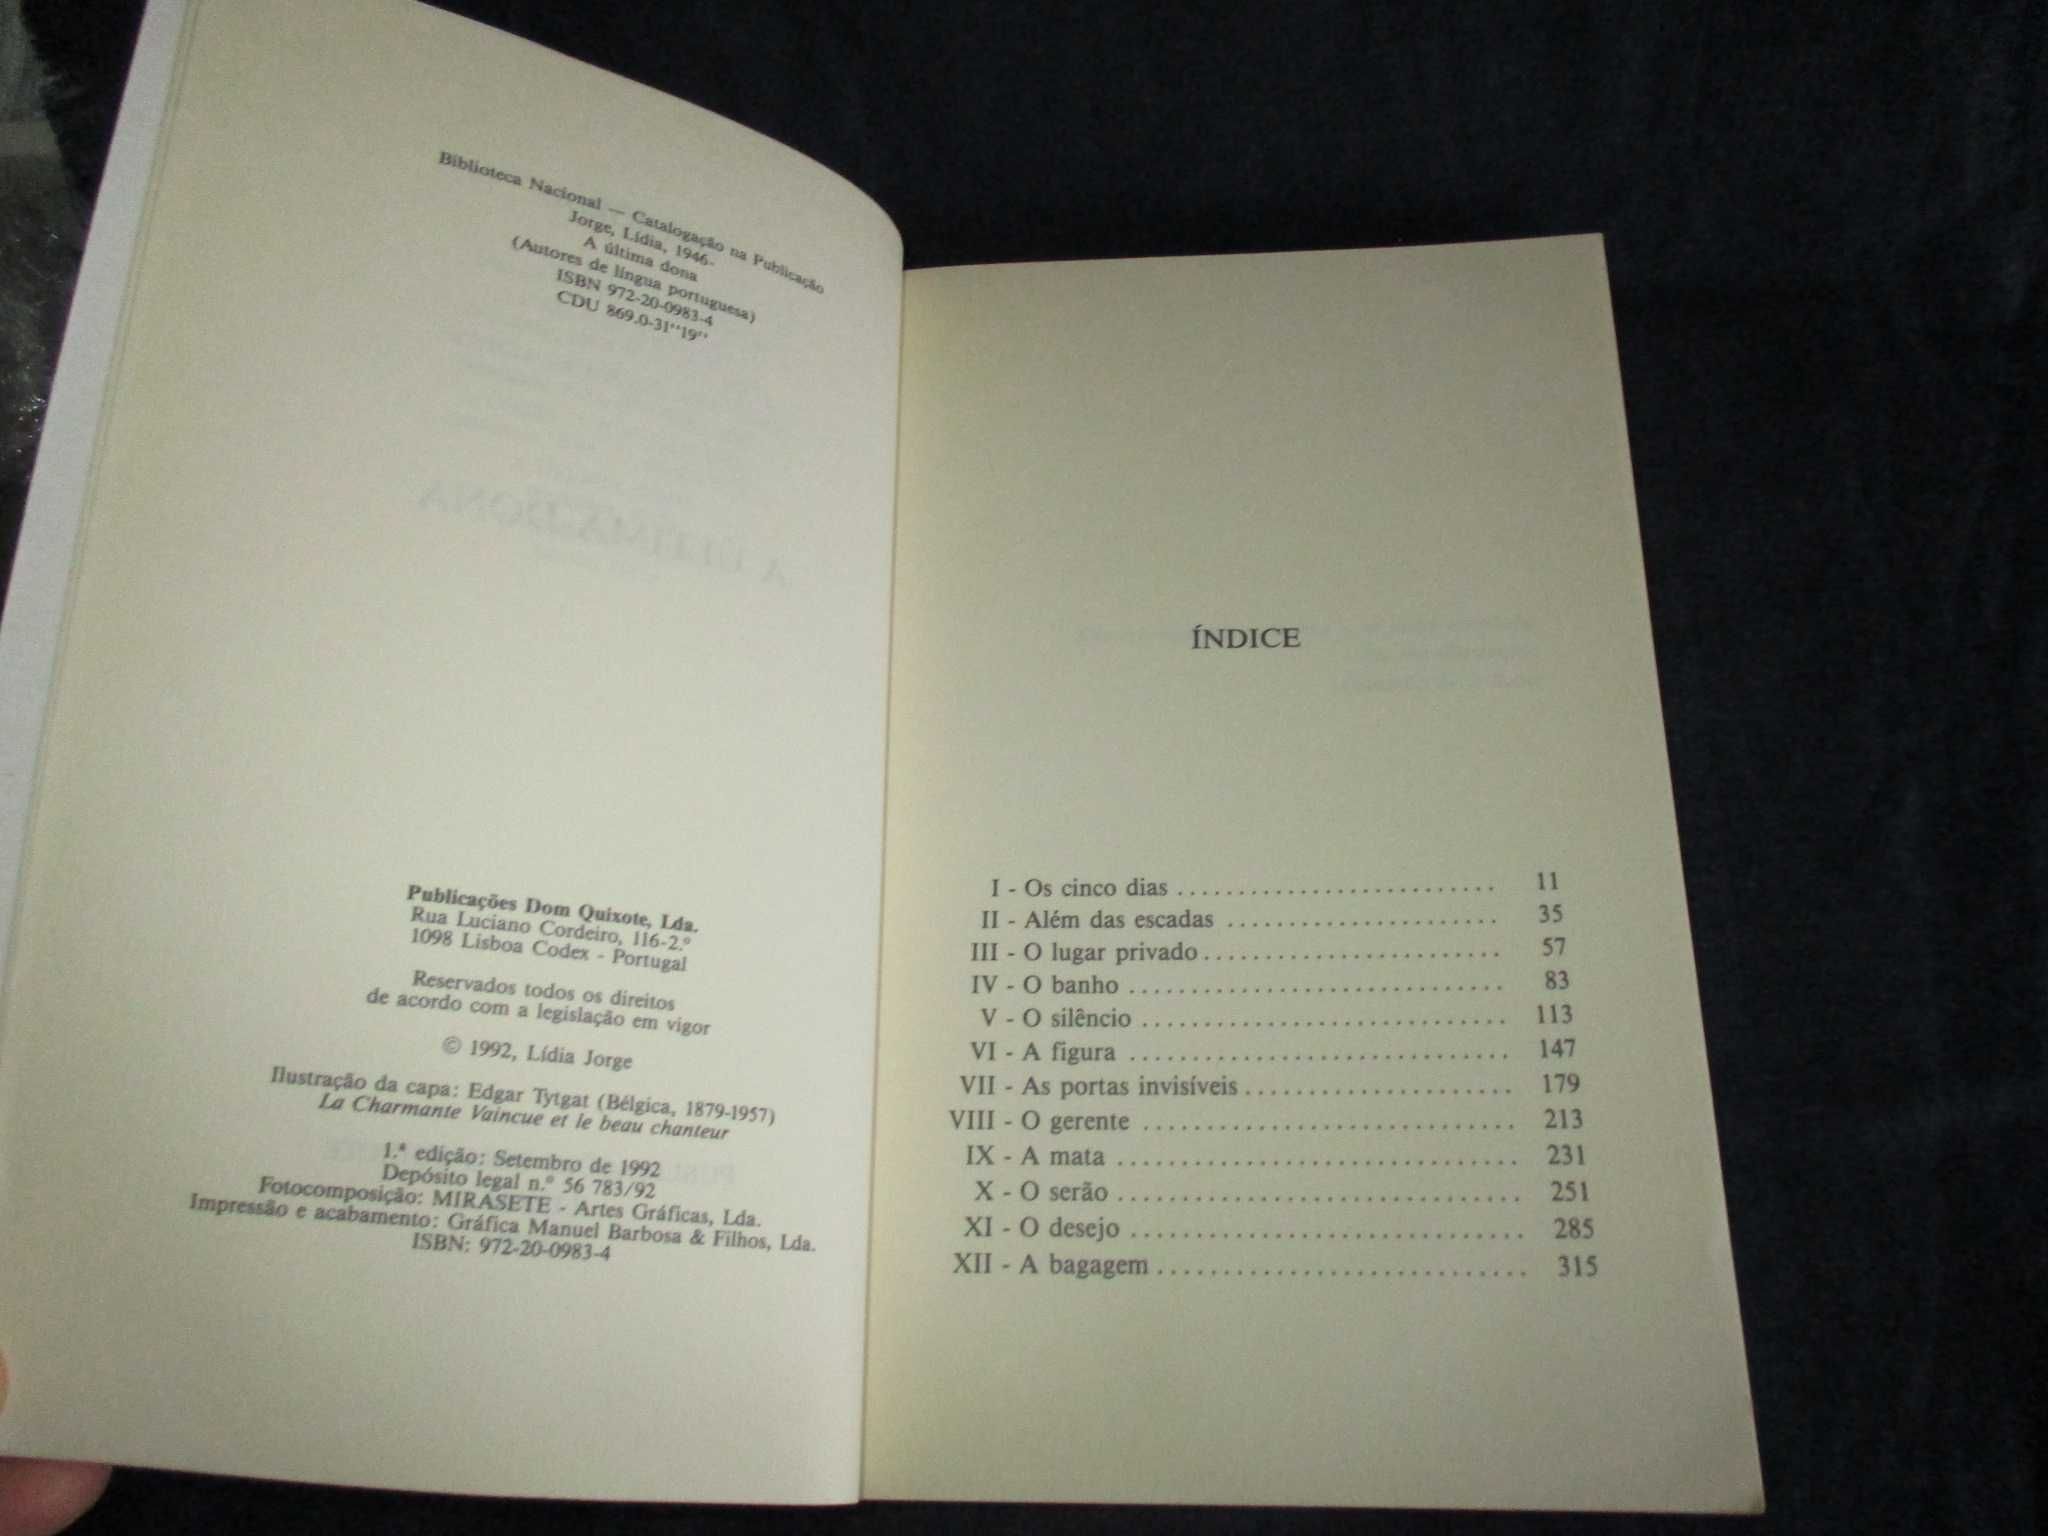 Biblioteca Nacional — Catalogação na Publicação
Jorge, Lídia, 1946-
A última dona
(Autores de língua portuguesa)
ISBN 972-20-0983-4
CDU 869.0-31"19"
A ÚLTIMA DONA
Publicações Dom Quixote, Lda.
Rua Luciano Cordeiro, 116-2.º
1098 Lisboa Codex - Portugal
Reservados todos os direitos
de acordo com a legislação em vigor
© 1992, Lídia Jorge
Ilustração da capa: Edgar Tytgat (Bélgica, 1879-1957)
La Charmante Vaincue et le beau chanteur
1.ª edição: Setembro de 1992
Depósito legal n.º 56 783/92
Fotocomposição: MIRASETE - Artes Gráficas, Lda.
Impressão e acabamento: Gráfica Manuel Barbosa & Filhos, Lda.
ISBN: 972-20-0983-4
ÍNDICE
I - Os cinco dias .......................... 11
II - Além das escadas ...................... 35
III - O lugar privado ........................ 57
IV - O banho ............................... 83
V - O silêncio .............................. 113
VI - A figura ............................... 147
VII - As portas invisíveis ...................... 179
VIII - O gerente .............................. 213
IX - A mata ................................ 231
X - O serão ................................. 251
XI - O desejo ................................ 285
XII - A bagagem ............................. 315